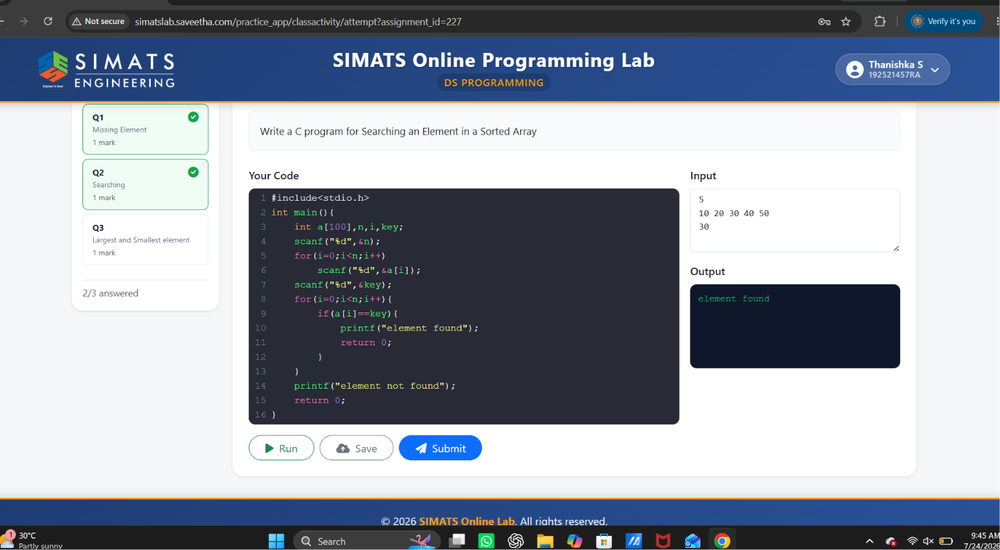 Not secure
simatslab.saveetha.com/practice_app/classactivity/attempt?assignment_id=227
T
Verify it's you
SIMATS
ENGINEERING
Engineer to Excel
SIMATS Online Programming Lab
DS PROGRAMMING
Thanishka S
192521457RA
Q1
Missing Element
1 mark
Q2
Searching
1 mark
Q3
Largest and Smallest element
1 mark
2/3 answered
Write a C program for Searching an Element in a Sorted Array
Your Code
1 #include<stdio.h>
2 int main(){
3 int a[100],n,i,key;
4 scanf("%d",&n);
5 for(i=0;i<n;i++)
6 scanf("%d",&a[i]);
7 scanf("%d",&key);
8 for(i=0;i<n;i++){
9 if(a[i]==key){
10 printf("element found");
11 return 0;
12 }
13 }
14 printf("element not found");
15 return 0;
16 }
Run
Save
Submit
Input
5
10 20 30 40 50
30
Output
element found
© 2026 SIMATS Online Lab. All rights reserved.
1
30°C
Partly sunny
Search
9:45 AM
7/24/2026